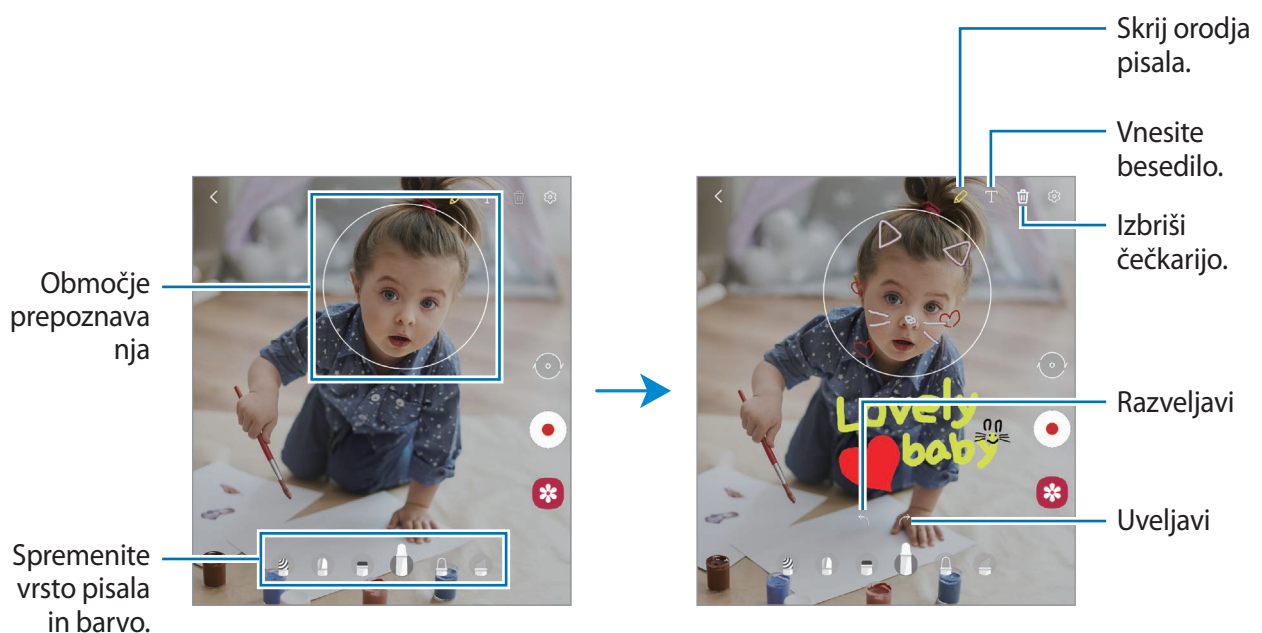 Skrij orodja
pisala.
Vnesite
besedilo.
Izbriši
čečkarijo.
Območje
prepoznava
nja
T
T
Lovely
baby
Razveljavi
Uveljavi
Spremenite
vrsto pisala
in barvo.